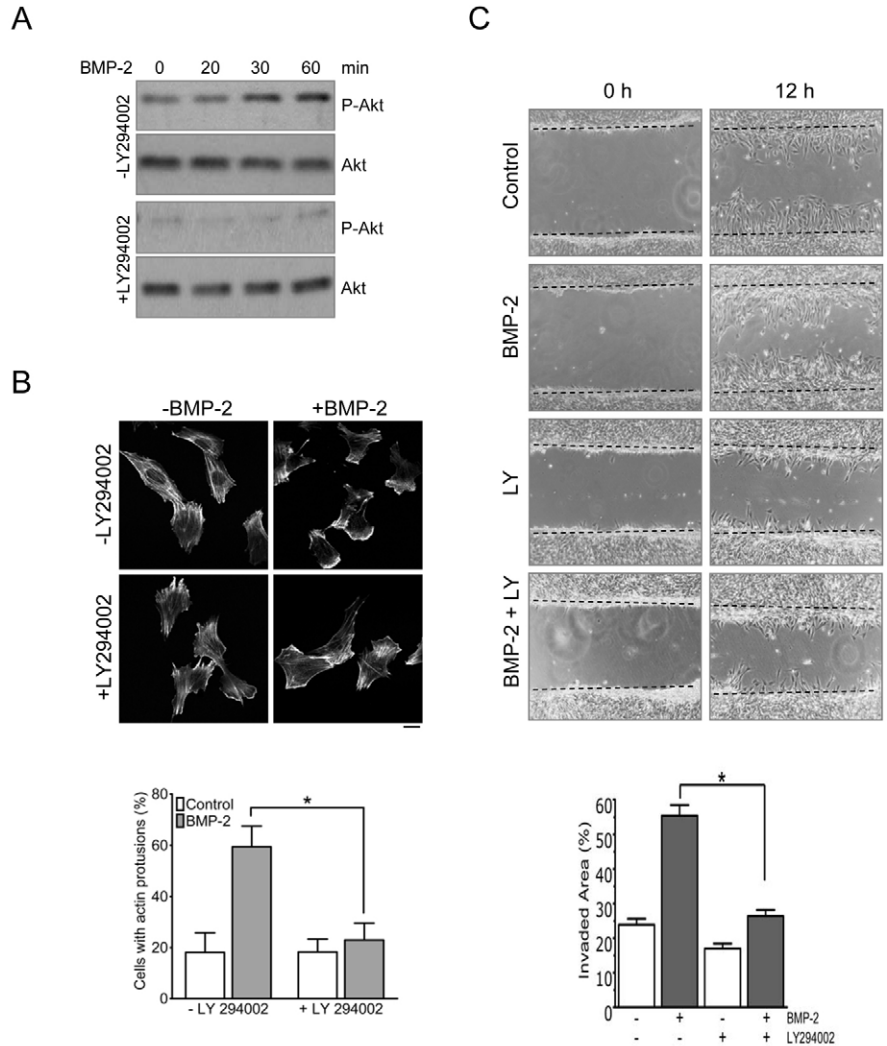 A
BMP-2 0 20 30 60 min
-LY294002
P-Akt
Akt
+LY294002
P-Akt
Akt
B
-BMP-2 +BMP-2
-LY294002
+LY294002
Cells with actin protusions (%)
80
60
40
20
0
Control
BMP-2
*
- LY 294002 + LY 294002
C
0 h 12 h
Control
BMP-2
LY
BMP-2 + LY
Invaded Area (%)
60
50
40
30
20
10
0
*
- + - + BMP-2
- - + + LY294002